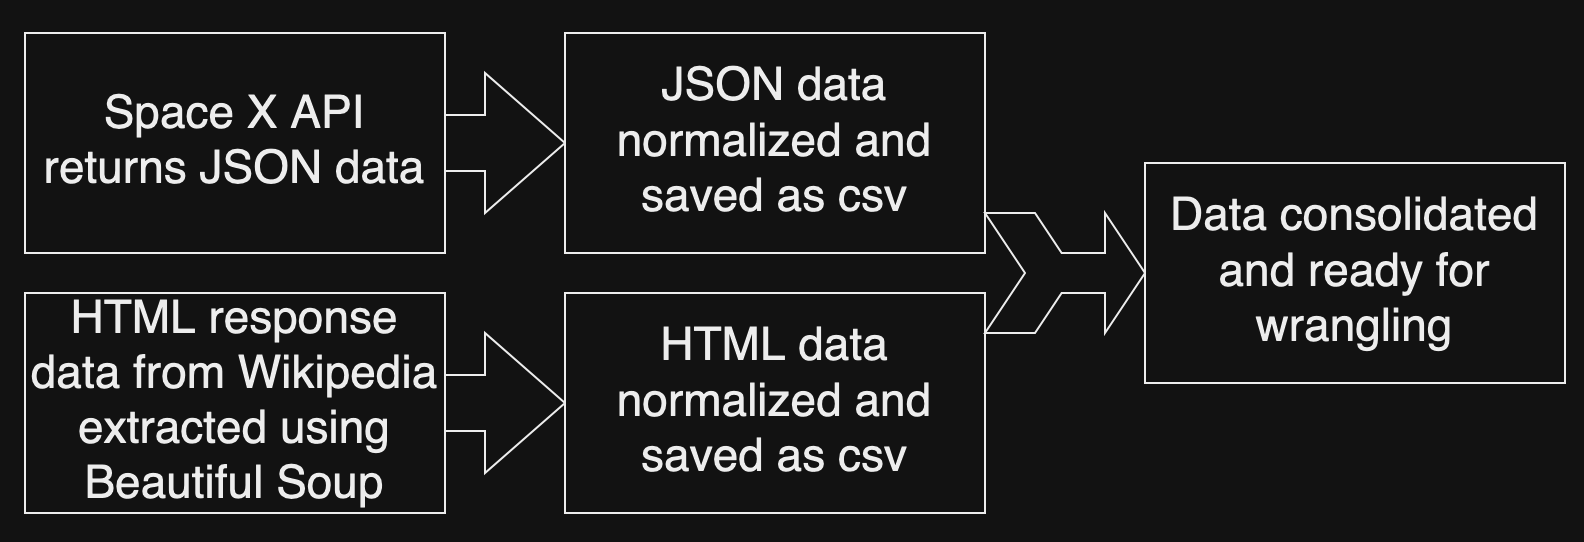 Space X API
returns JSON data
JSON data
normalized and
saved as csv
HTML response
data from Wikipedia
extracted using
Beautiful Soup
HTML data
normalized and
saved as csv
Data consolidated
and ready for
wrangling